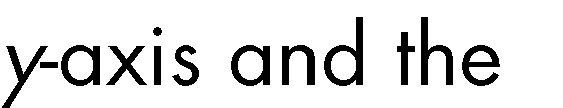 y-axis and the